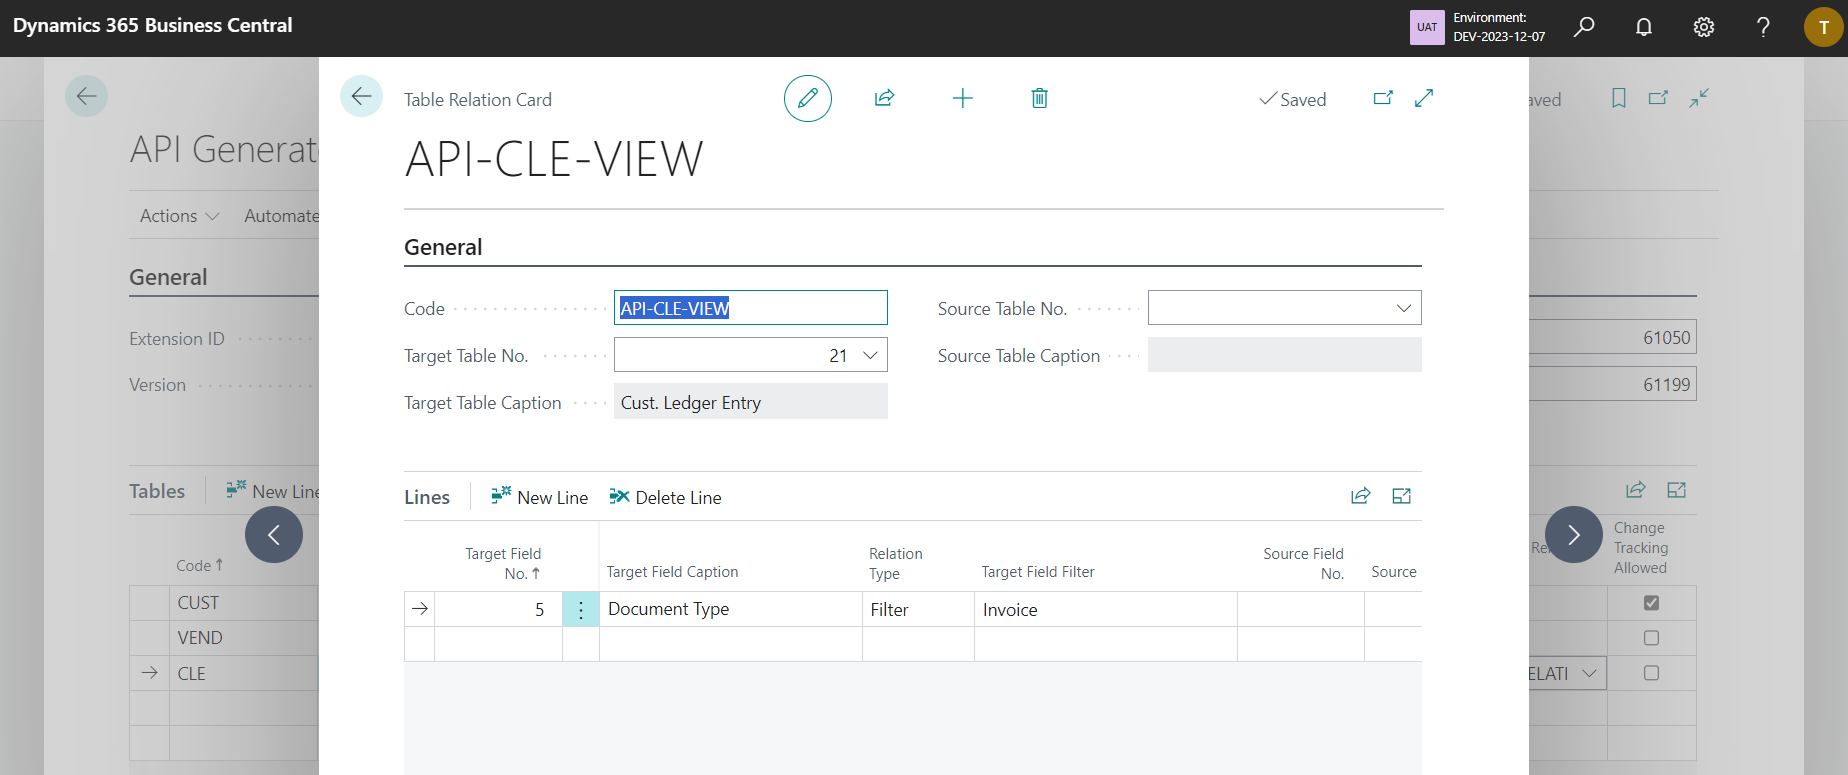 Dynamics 365 Business Central
UAT
Environment:
DEV-2023-12-07
?
T
Table Relation Card
Saved
aved
API Generat
API-CLE-VIEW
Actions
Automate
General
General
Code
API-CLE-VIEW
Source Table No.
Extension ID
61050
Target Table No.
21
Source Table Caption
Version
61199
Target Table Caption
Cust. Ledger Entry
Tables
New Line
Lines
New Line
Delete Line
Code ↑
Target Field
No. ↑
Target Field Caption
Relation
Type
Target Field Filter
Source Field
No.
Source
Re
Change
Tracking
Allowed
CUST
5
Document Type
Filter
Invoice
VEND
CLE
ELATI